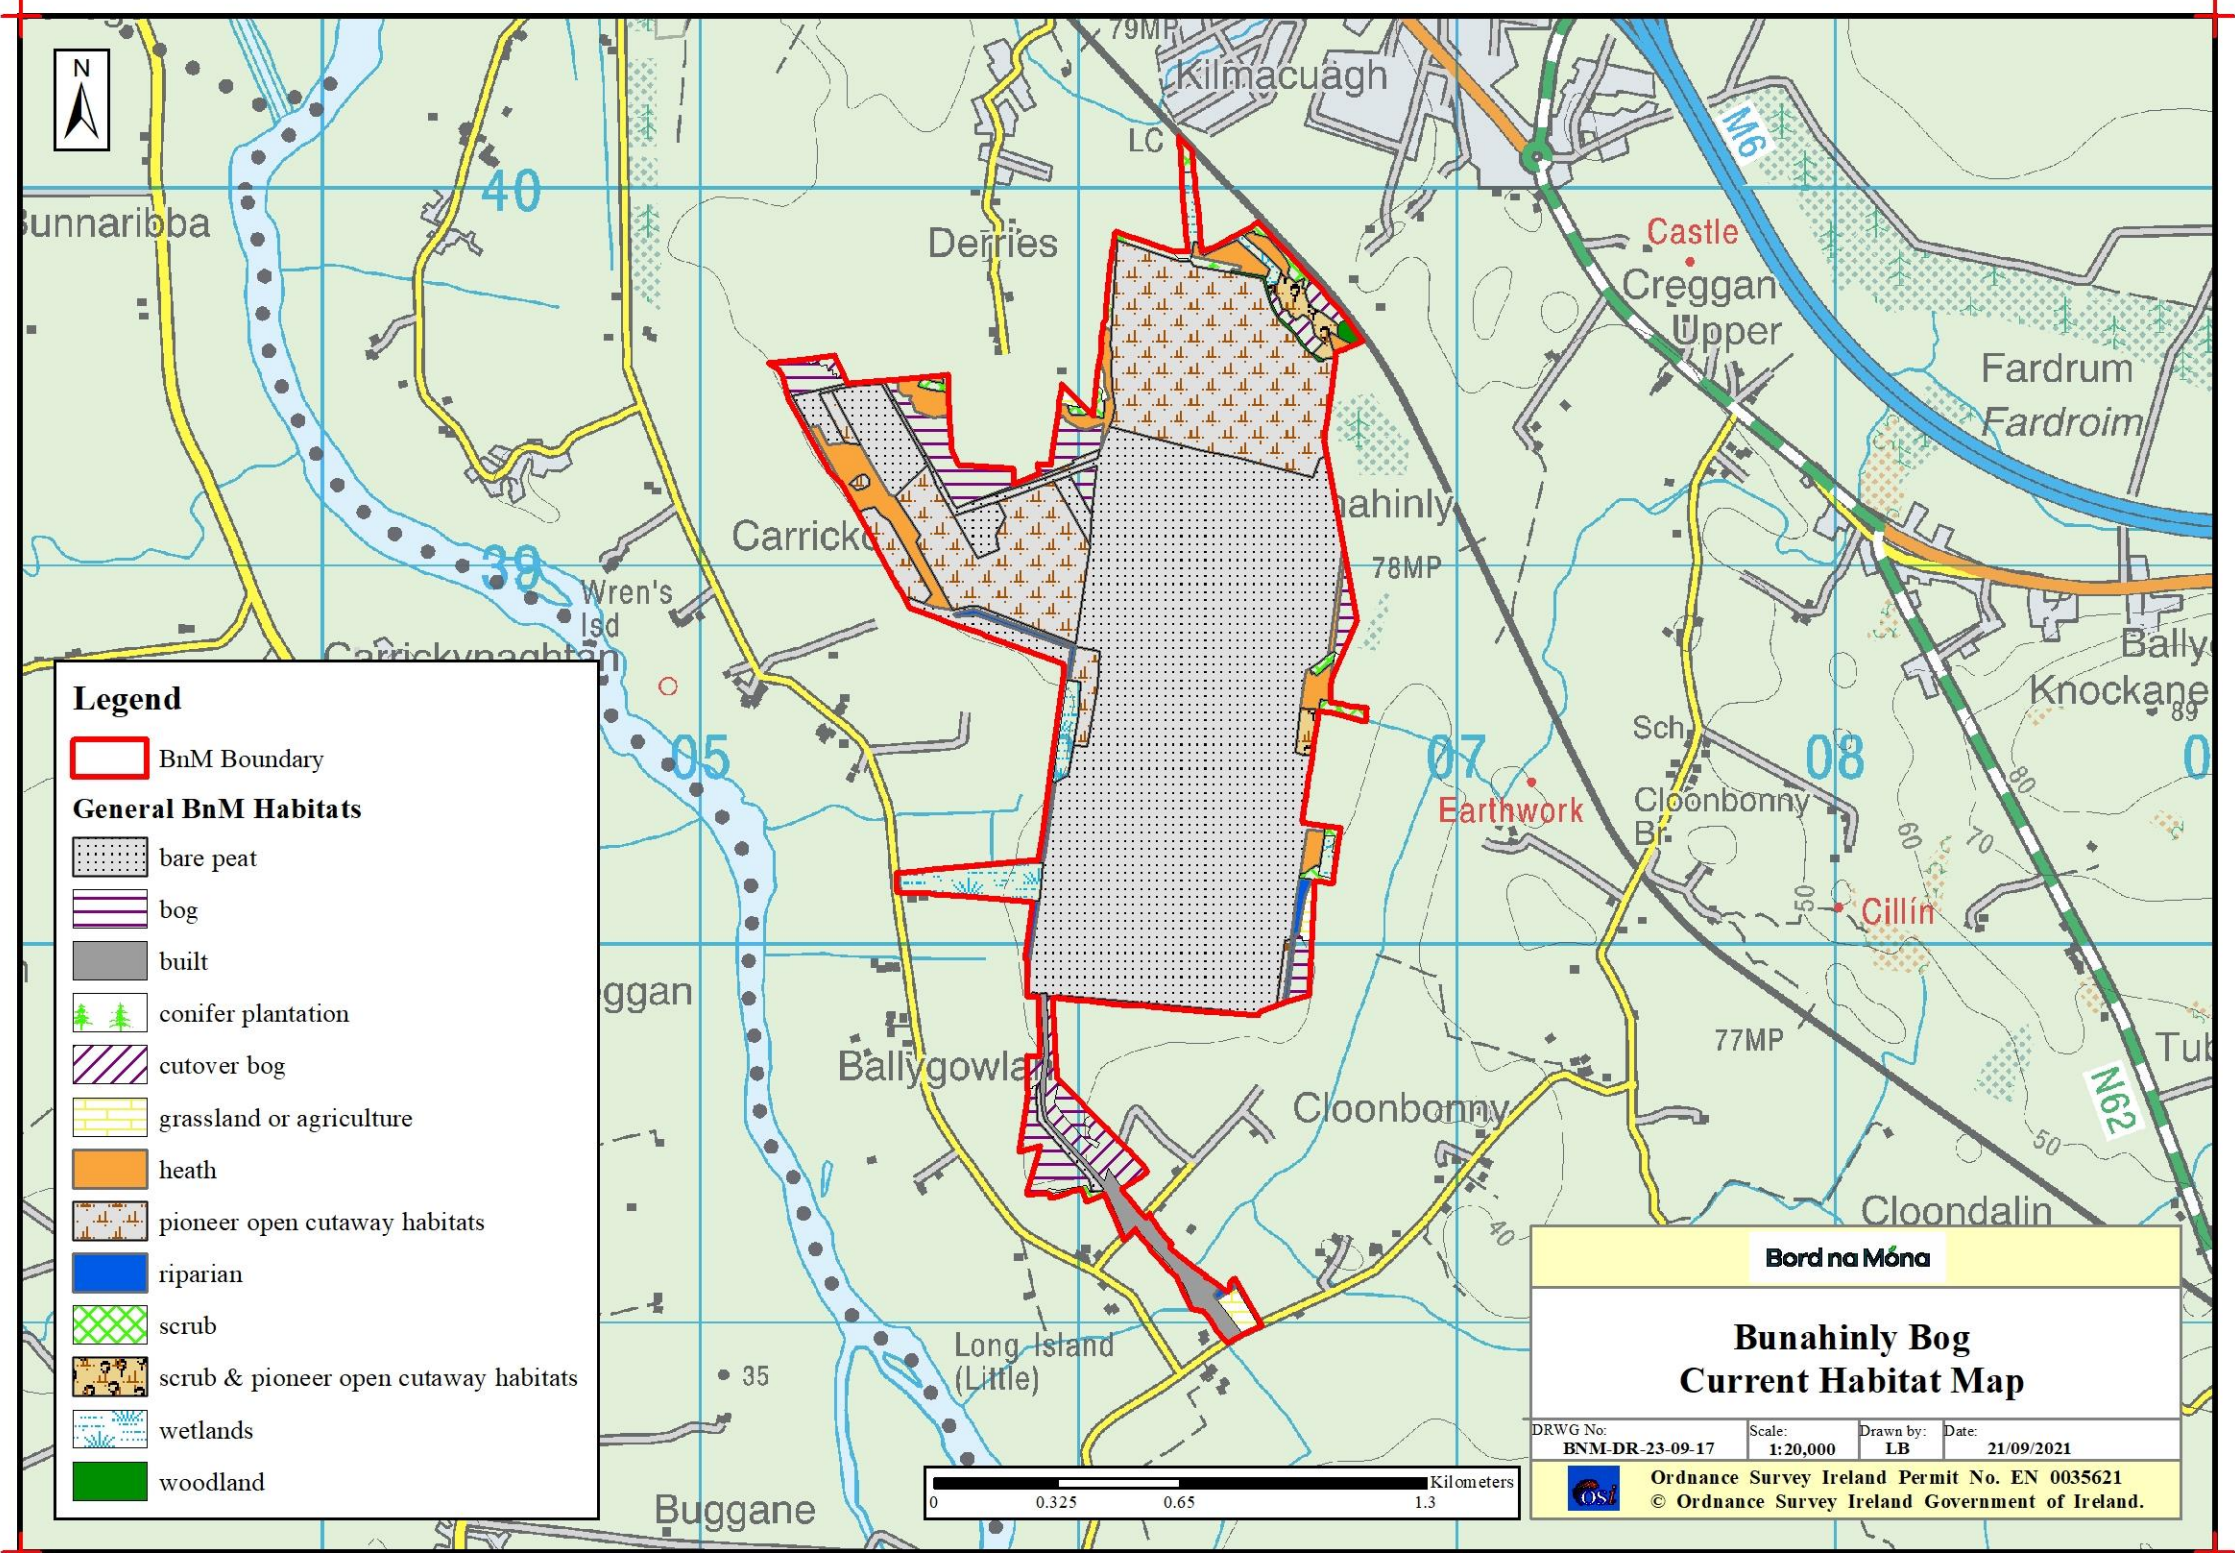 79MP
Kilmacuagh
N
LC
M6
40
Bunnaribba
Derries
Castle
Creggan
Upper
Fardrum
Fardroim
Carrick
39
78MP
Wren's
Isd
Carrickynaghtan
Bally
Knockane
89
Legend
BnM Boundary
General BnM Habitats
bare peat
bog
built
conifer plantation
cutover bog
grassland or agriculture
heath
pioneer open cutaway habitats
riparian
scrub
scrub & pioneer open cutaway habitats
wetlands
woodland
05
07
08
0
Sch
80
Earthwork
Cloonbonny
Br
60
70
50
Cillín
ggan
77MP
Ballygowlan
Cloonbonny
N62
50
40
Cloondalin
Long Island
(Little)
35
Buggane
Kilometers
0
0.325
0.65
1.3
Bord na Móna
Bunahinly Bog
Current Habitat Map
DRWG No:
BNM-DR-23-09-17
Scale:
1:20,000
Drawn by:
LB
Date:
21/09/2021
osi
Ordnance Survey Ireland Permit No. EN 0035621
© Ordnance Survey Ireland Government of Ireland.